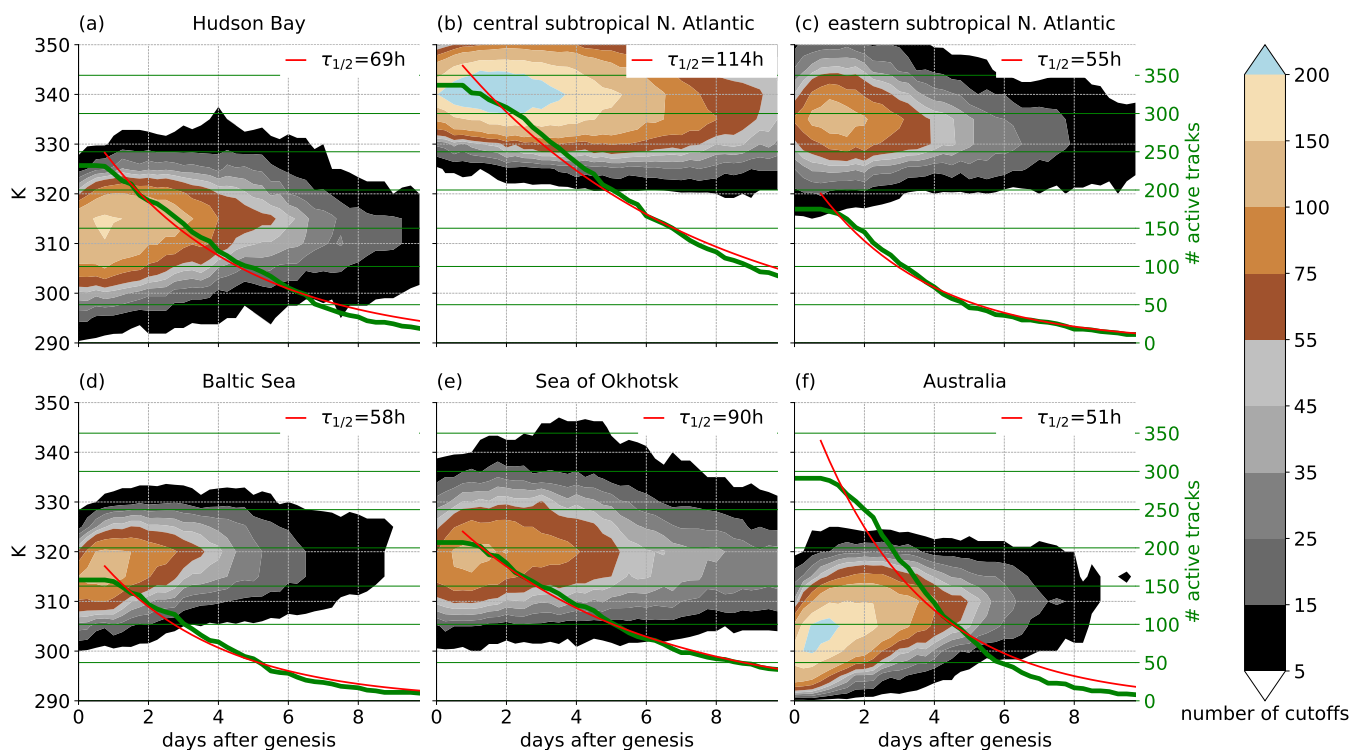 (a) Hudson Bay
(b) central subtropical N. Atlantic
(c) eastern subtropical N. Atlantic
350
340
330
320
310
300
290
K
τ1/2=69h
τ1/2=114h
τ1/2=55h
350
300
250
200
150
100
50
0
# active tracks
(d) Baltic Sea
(e) Sea of Okhotsk
(f) Australia
350
340
330
320
310
300
290
K
τ1/2=58h
τ1/2=90h
τ1/2=51h
350
300
250
200
150
100
50
0
# active tracks
0 2 4 6 8
0 2 4 6 8
0 2 4 6 8
days after genesis
days after genesis
days after genesis
200
150
100
75
55
45
35
25
15
5
number of cutoffs